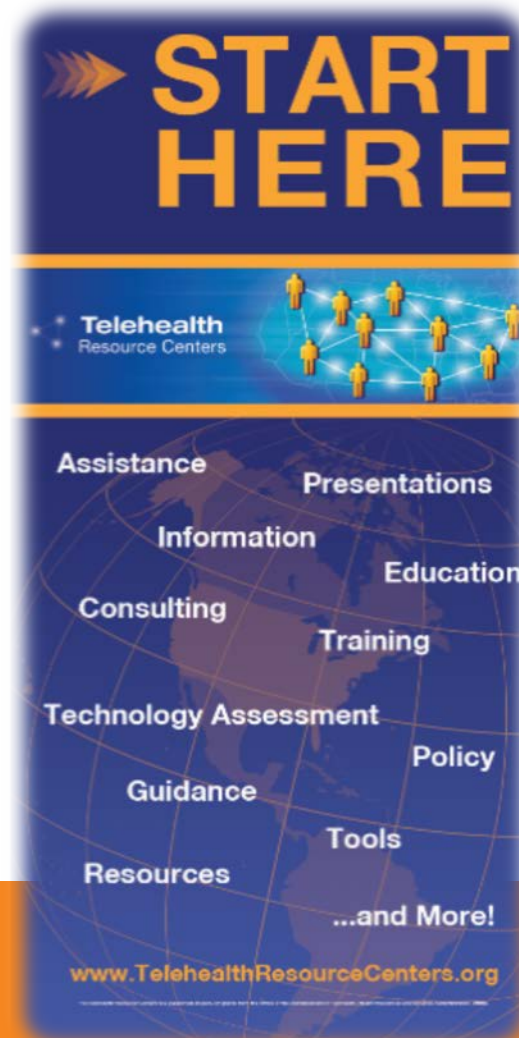 START
HERE
Telehealth
Resource Centers
Assistance
Presentations
Information
Education
Consulting
Training
Technology Assessment
Policy
Guidance
Tools
Resources
...and More!
www.TelehealthResourceCenters.org